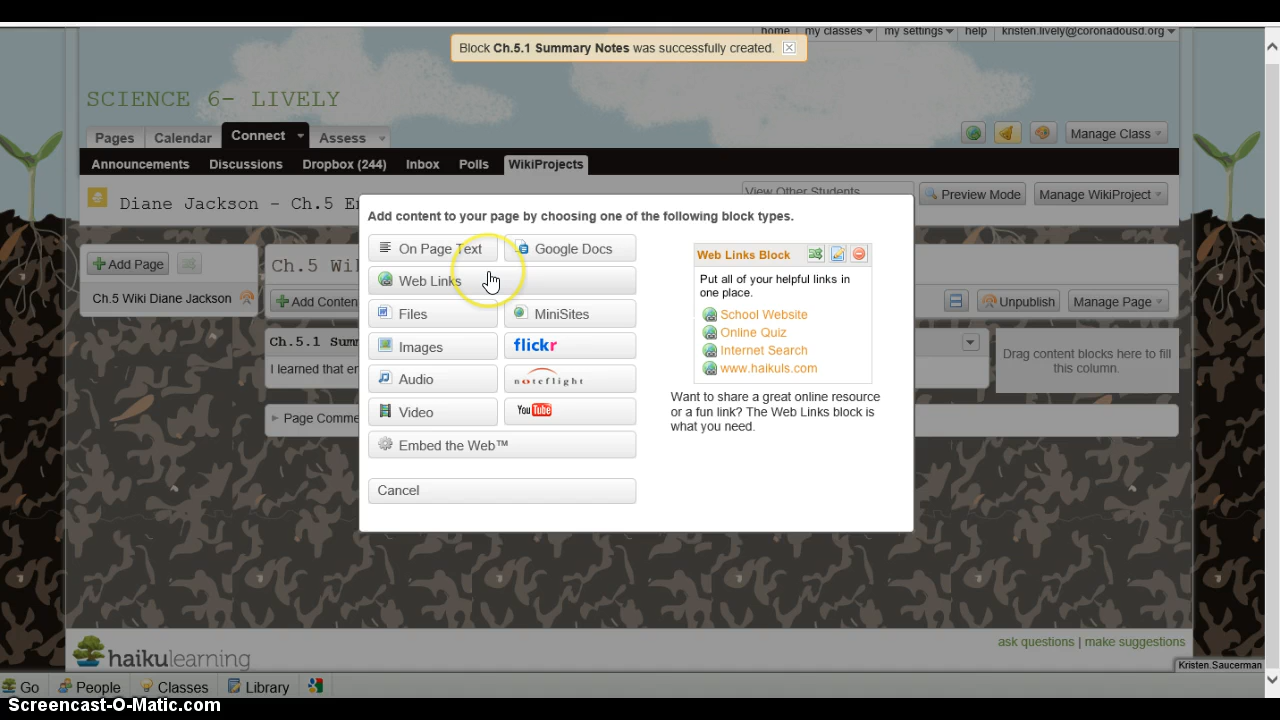 home my classes my settings help kristen.lively@coronadousd.org
Block Ch.5.1 Summary Notes was successfully created.
SCIENCE 6- LIVELY
Pages Calendar Connect Assess Manage Class
Announcements Discussions Dropbox (244) Inbox Polls WikiProjects
View Other Students
Diane Jackson - Ch.5 E Preview Mode Manage WikiProject
Add content to your page by choosing one of the following block types.
On Page Text Google Docs
Web Links
Files MiniSites
Images flickr
Audio noteflight
Video YouTube
Embed the Web™
Cancel
Web Links Block
Put all of your helpful links in
one place.
School Website
Online Quiz
Internet Search
www.haikuls.com
Want to share a great online resource
or a fun link? The Web Links block is
what you need.
Add Page Ch.5 Wi
Ch.5 Wiki Diane Jackson Add Conten Unpublish Manage Page
Ch.5.1 Sum
I learned that e
Drag content blocks here to fill
this column.
Page Comme
ask questions | make suggestions
haikulearning
Kristen.Saucerman
Go People Classes Library
Screencast-O-Matic.com